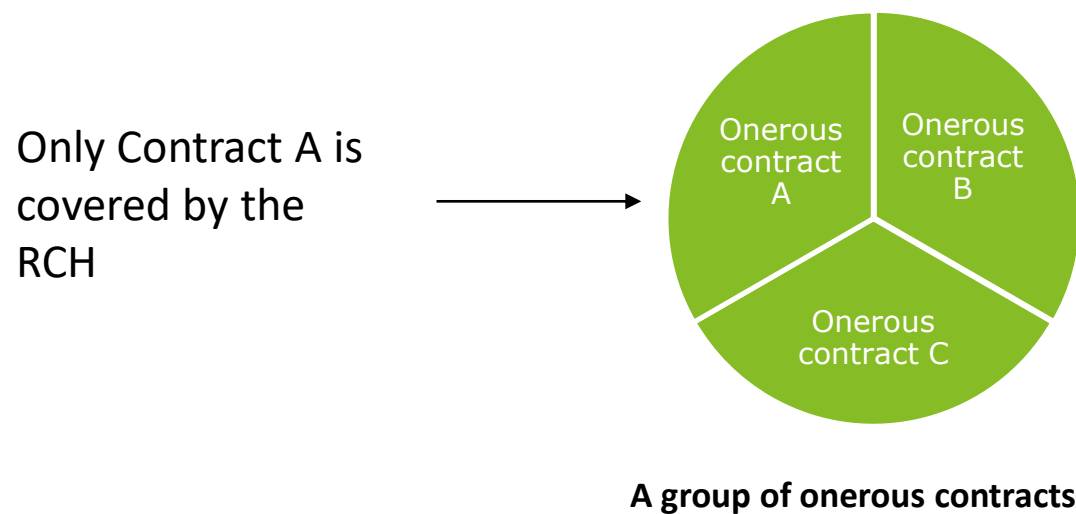 Only Contract A is
covered by the
RCH
Onerous
contract
A
Onerous
contract
B
Onerous
contract C
A group of onerous contracts